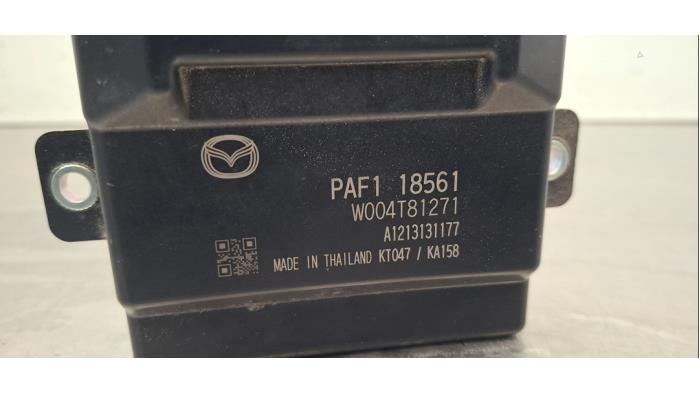 PAF1 18561
W004T81271
A1213131177
MADE IN THAILAND KT047 / KA158